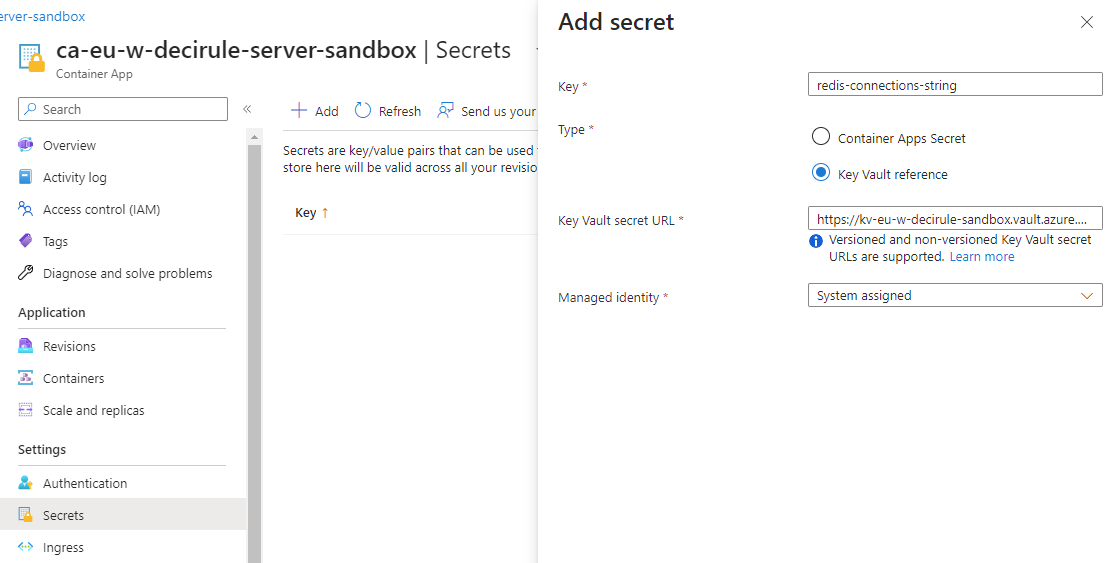 erver-sandbox
ca-eu-w-decirule-server-sandbox | Secrets
Container App
Search
Overview
Activity log
Access control (IAM)
Tags
Diagnose and solve problems
Application
Revisions
Containers
Scale and replicas
Settings
Authentication
Secrets
Ingress
Add
Refresh
Send us your
Secrets are key/value pairs that can be used
store here will be valid across all your revisio
Key ↑
Add secret
Key *
redis-connections-string
Type *
Container Apps Secret
Key Vault reference
Key Vault secret URL *
https://kv-eu-w-decirule-sandbox.vault.azure....
Versioned and non-versioned Key Vault secret
URLs are supported. Learn more
Managed identity *
System assigned